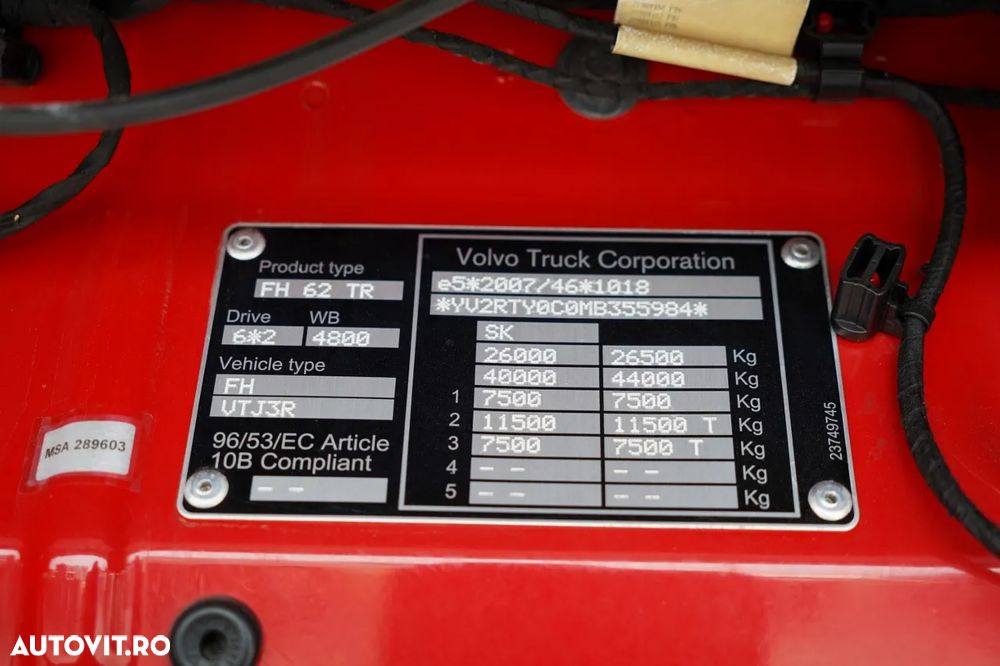 Product type
FH 62 TR
Drive WB
6*2 4800
Vehicle type
FH
VTJ3R
96/53/EC Article
10B Compliant
- -
Volvo Truck Corporation
e5*2007/46*1018
*YV2RTY0C0MB355984*
SK
26000 26500 Kg
40000 44000 Kg
1 7500 7500 Kg
2 11500 11500 T Kg
3 7500 7500 T Kg
4 - - - - Kg
5 - - - - Kg
23749745
MSA 289603
AUTOVIT.RO